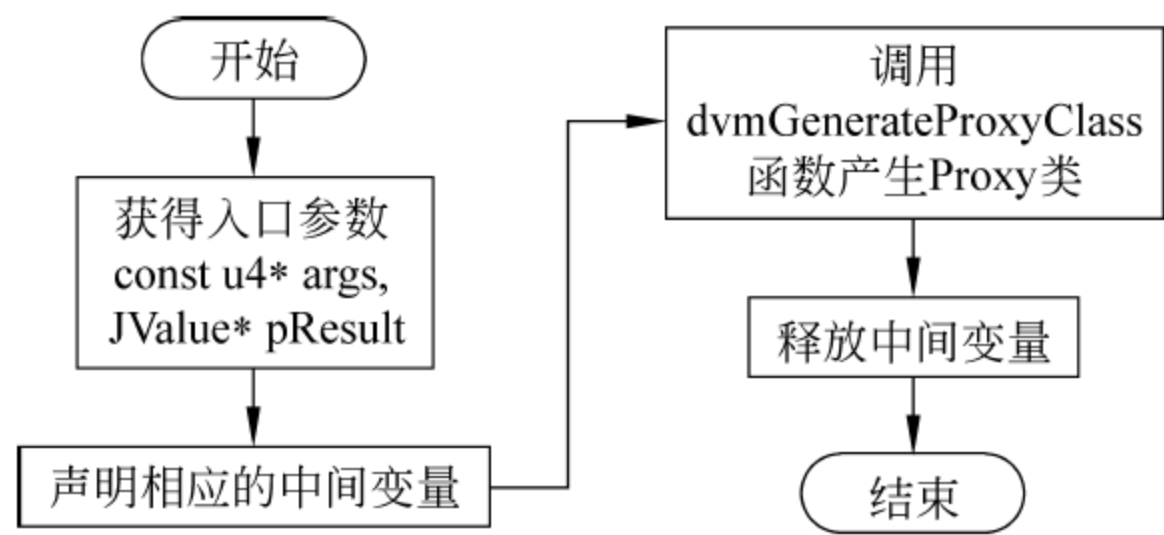 开始
获得入口参数
const u4* args,
JValue* pResult
声明相应的中间变量
调用
dvmGenerateProxyClass
函数产生Proxy类
释放中间变量
结束